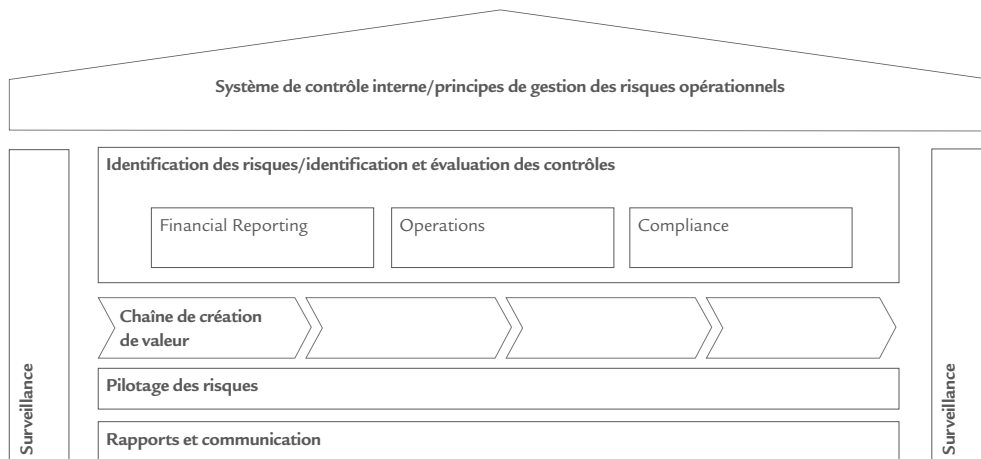 Système de contrôle interne/principes de gestion des risques opérationnels
Identification des risques/identification et évaluation des contrôles
Financial Reporting
Operations
Compliance
Chaîne de création
de valeur
Pilotage des risques
Rapports et communication
Surveillance
Surveillance